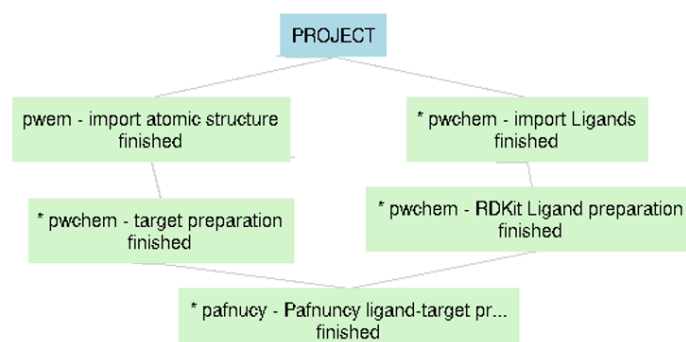 PROJECT
pwem - import atomic structure
finished
* pwchem - import Ligands
finished
* pwchem - target preparation
finished
* pwchem - RDKit Ligand preparation
finished
* pafnucy - Pafnuncy ligand-target pr...
finished